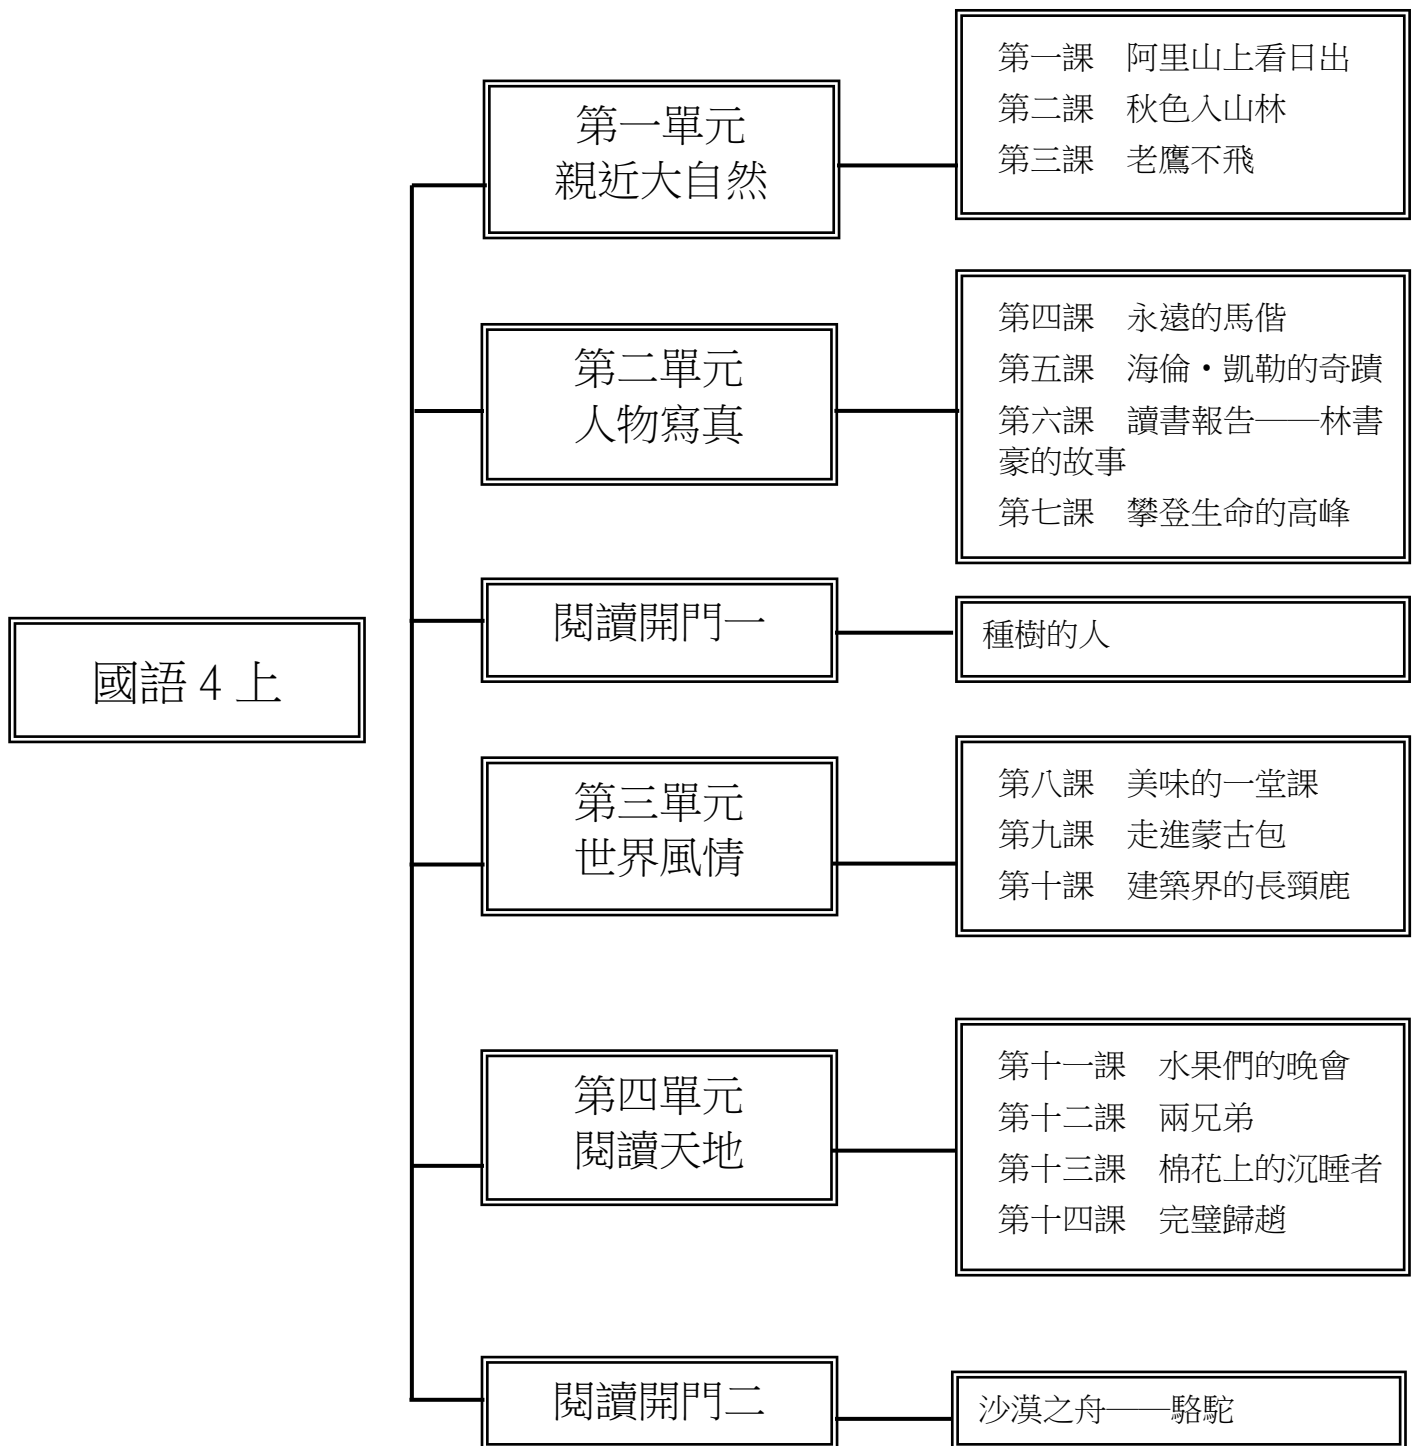 第一課　阿里山上看日出
第二課　秋色入山林
第三課　老鷹不飛
第一單元
親近大自然
第四課　永遠的馬偕
第五課　海倫•凱勒的奇蹟
第六課　讀書報告——林書
豪的故事
第七課　攀登生命的高峰
第二單元
人物寫真
閱讀開門一
種樹的人
國語 4 上
第三單元
世界風情
第八課　美味的一堂課
第九課　走進蒙古包
第十課　建築界的長頸鹿
第四單元
閱讀天地
第十一課　水果們的晚會
第十二課　兩兄弟
第十三課　棉花上的沉睡者
第十四課　完璧歸趙
閱讀開門二
沙漠之舟——駱駝